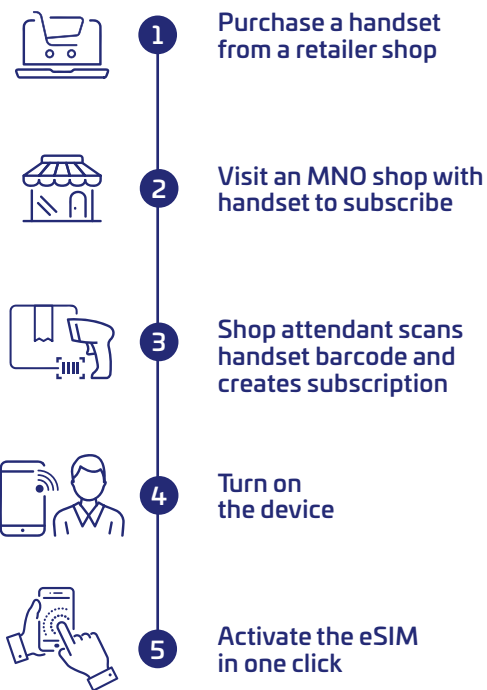 1
Purchase a handset
from a retailer shop
2
Visit an MNO shop with
handset to subscribe
3
Shop attendant scans
handset barcode and
creates subscription
4
Turn on
the device
5
Activate the eSIM
in one click